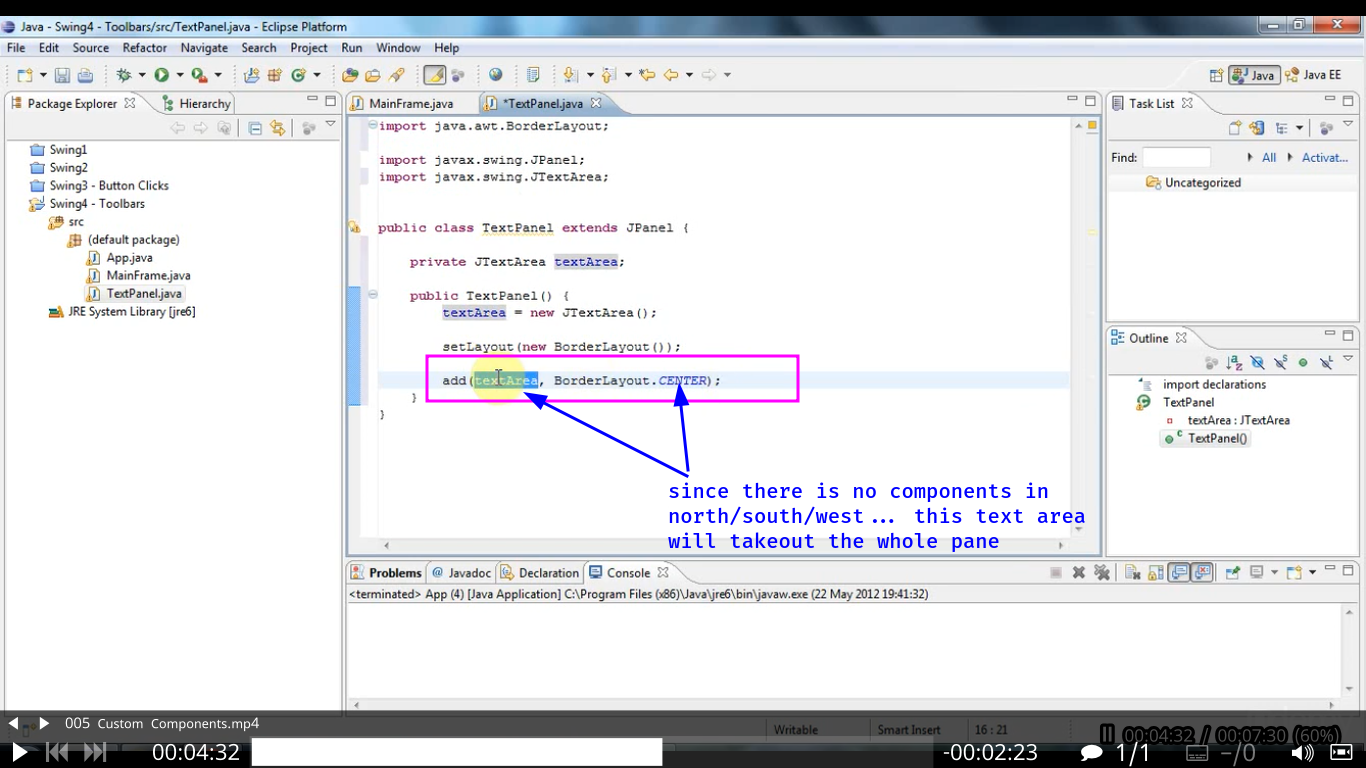 Java - Swing4 - Toolbars/src/TextPanel.java - Eclipse Platform
File Edit Source Refactor Navigate Search Project Run Window Help
Java Java EE
Package Explorer Hierarchy
Swing1
Swing2
Swing3 - Button Clicks
Swing4 - Toolbars
src
(default package)
App.java
MainFrame.java
TextPanel.java
JRE System Library [jre6]
MainFrame.java *TextPanel.java
import java.awt.BorderLayout;
import javax.swing.JPanel;
import javax.swing.JTextArea;
public class TextPanel extends JPanel {
private JTextArea textArea;
public TextPanel() {
textArea = new JTextArea();
setLayout(new BorderLayout());
add(textArea, BorderLayout.CENTER);
}
}
since there is no components in
north/south/west... this text area
will takeout the whole pane
Task List
Find: All Activat...
Uncategorized
Outline
import declarations
TextPanel
textArea : JTextArea
TextPanel()
Problems @ Javadoc Declaration Console
<terminated> App (4) [Java Application] C:\Program Files (x86)\Java\jre6\bin\javaw.exe (22 May 2012 19:41:32)
Writable Smart Insert 16 : 21
005 Custom Components.mp4
00:04:32 / 00:07:30 (60%)
00:04:32 -00:02:23 1/1 -/0